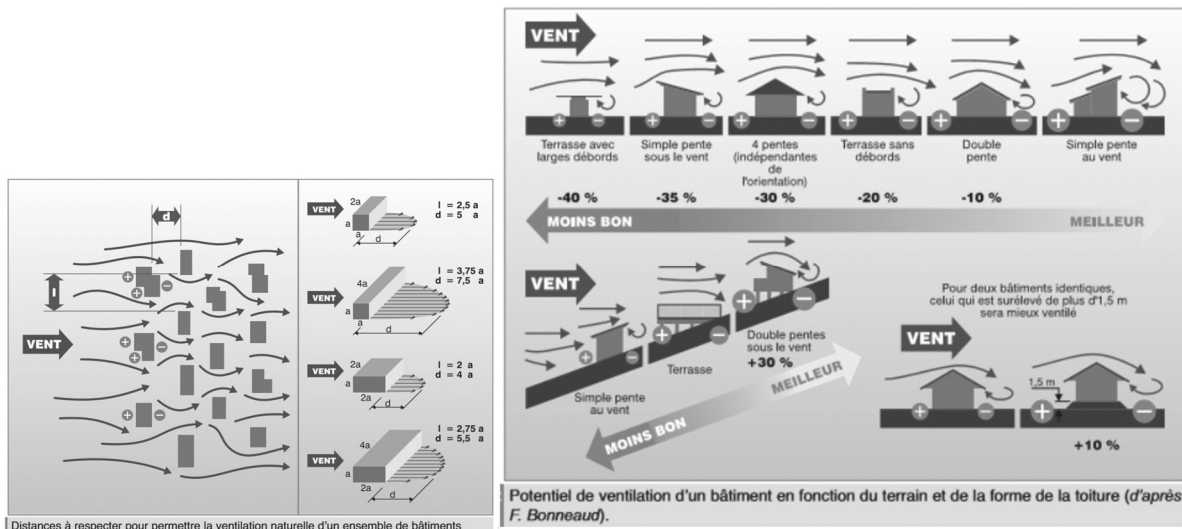 d
l
VENT
Distances à respecter pour permettre la ventilation naturelle d'un ensemble de bâtiments
VENT
2a
a
a
d
l = 2,5 a
d = 5 a
VENT
4a
a
a
d
l = 3,75 a
d = 7,5 a
VENT
2a
a
2a
d
l = 2 a
d = 4 a
VENT
4a
a
2a
d
l = 2,75 a
d = 5,5 a
VENT
Terrasse avec
larges débords
Simple pente
sous le vent
4 pentes
(indépendantes
de
l'orientation)
Terrasse sans
débords
Double
pente
Simple pente
au vent
-40 %
-35 %
-30 %
-20 %
-10 %
MOINS BON
MEILLEUR
VENT
Simple pente
au vent
Terrasse
Double pentes
sous le vent
+30 %
MOINS BON
MEILLEUR
Pour deux bâtiments identiques,
celui qui est surélevé de plus d'1,5 m
sera mieux ventilé
VENT
1,5 m
+10 %
Potentiel de ventilation d'un bâtiment en fonction du terrain et de la forme de la toiture (d'après
F. Bonneaud).